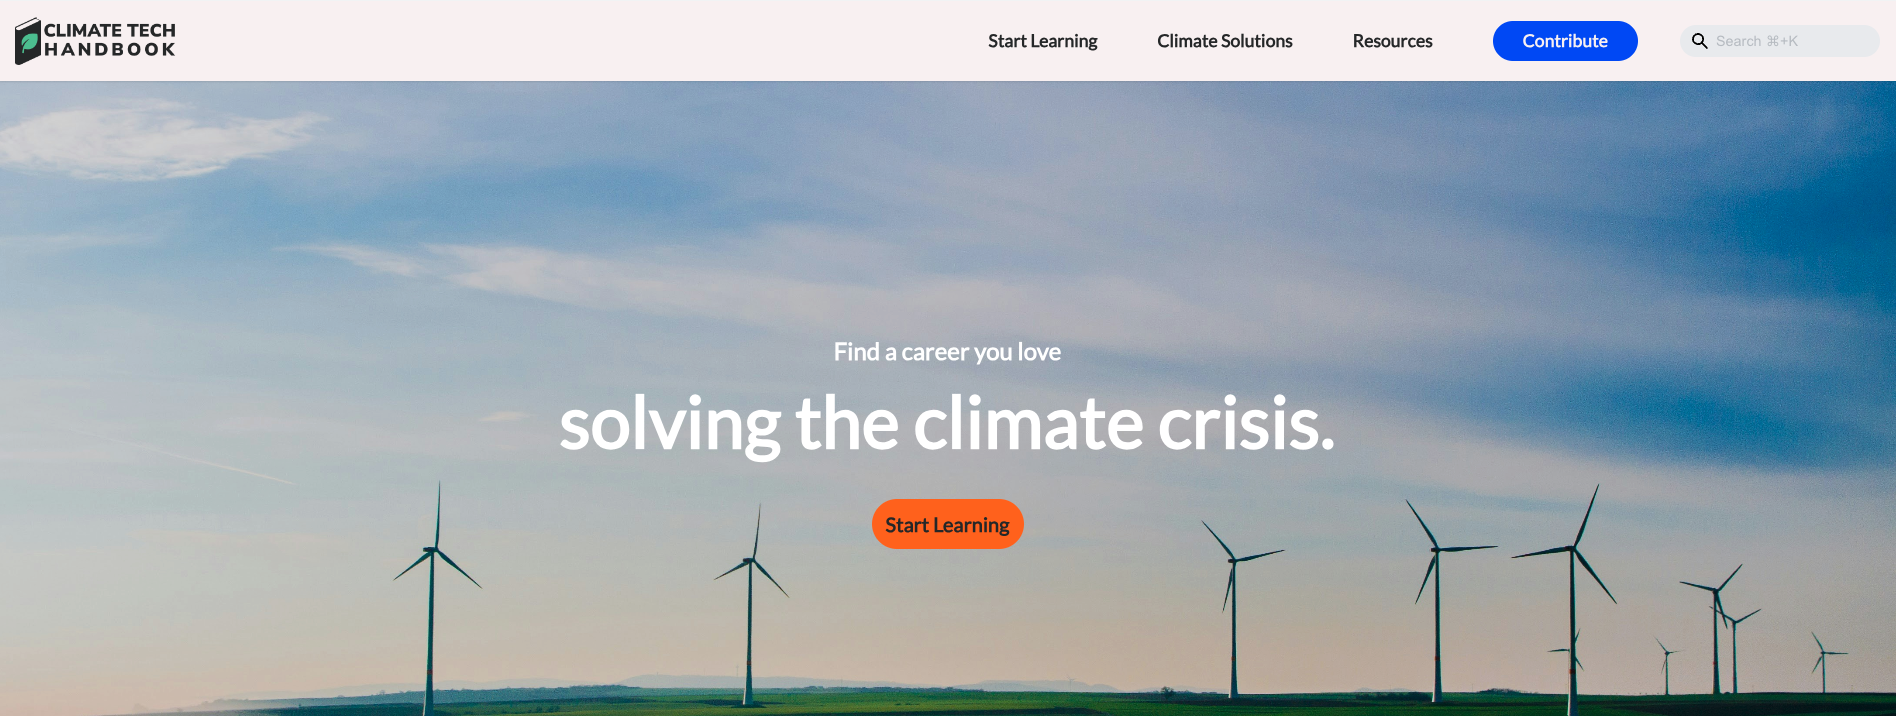 CLIMATE TECH
HANDBOOK
Start Learning
Climate Solutions
Resources
Contribute
Search ⌘+K
Find a career you love
solving the climate crisis.
Start Learning